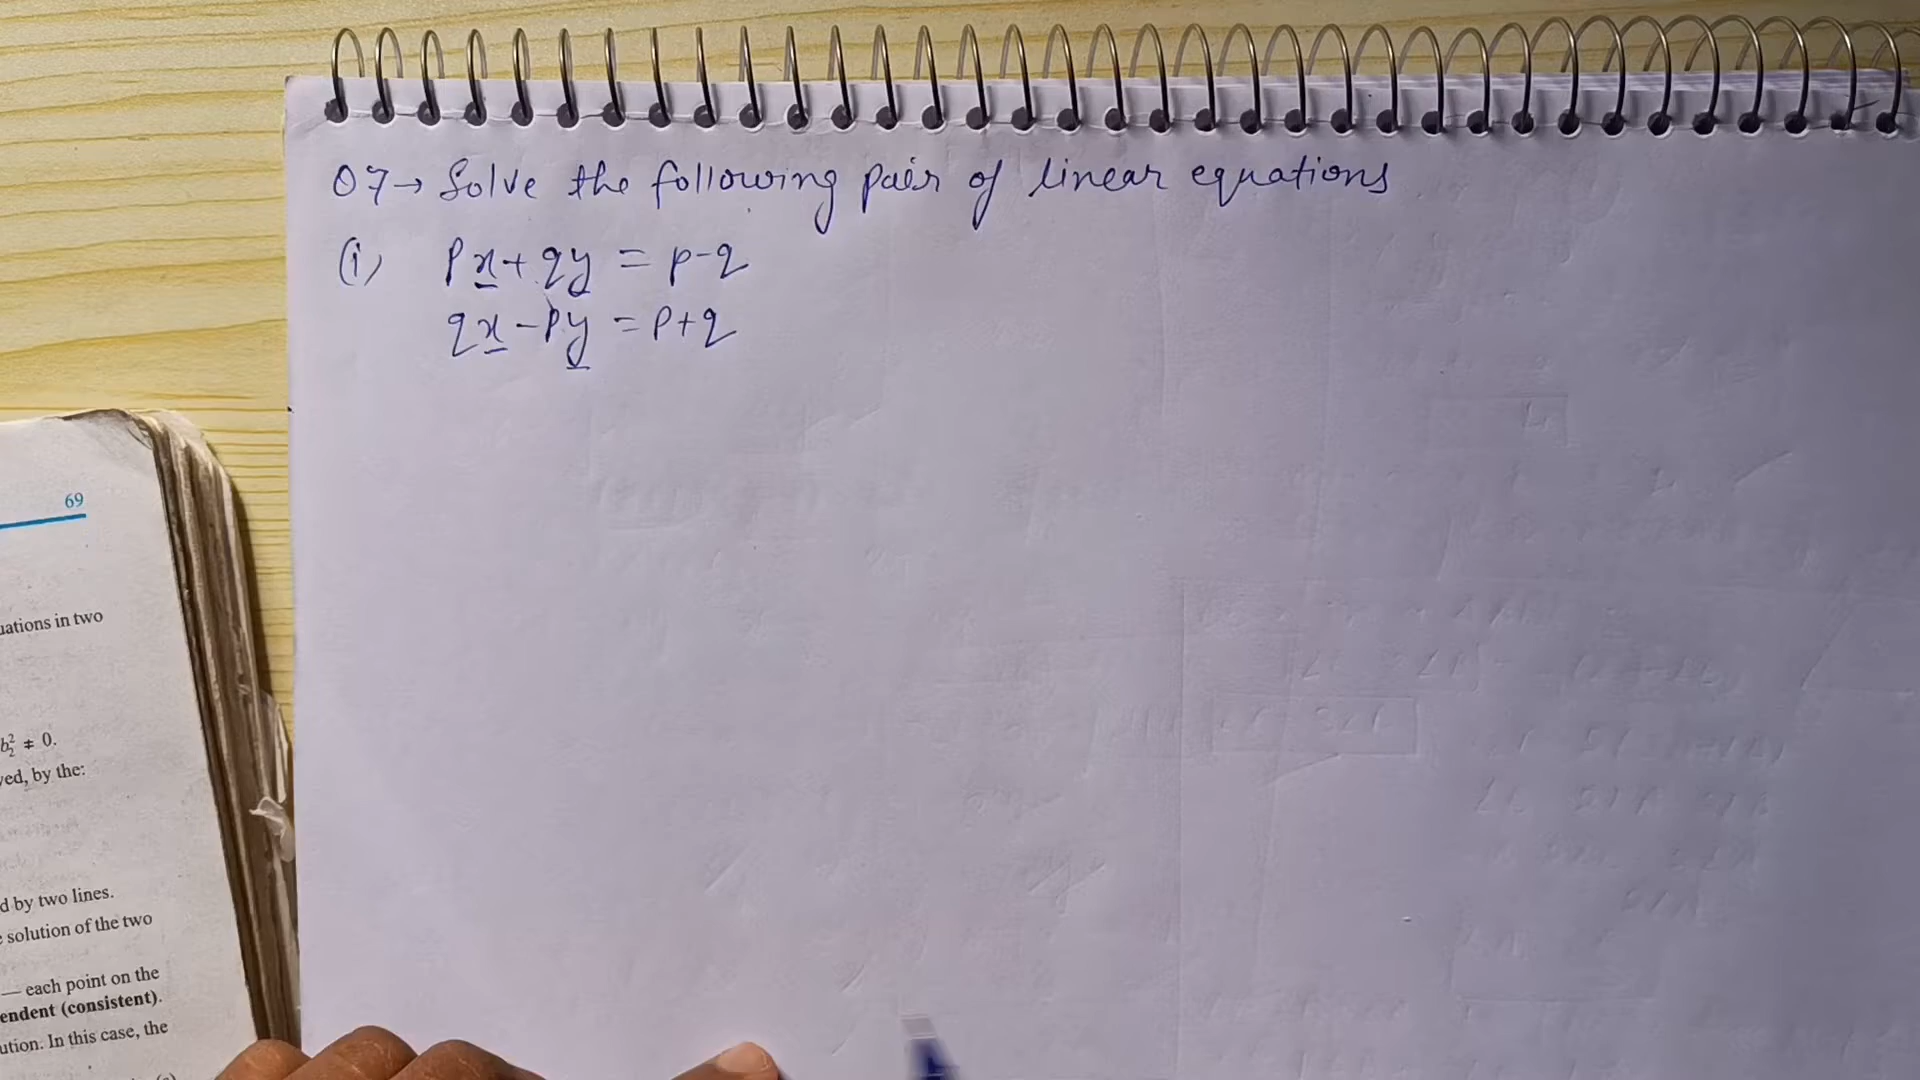 Q7→ Solve the following pair of linear equations
(i) px+qy = p-q
qx-py = p+q
69
uations in two
b₂² ≠ 0.
ved, by the:
d by two lines.
e solution of the two
— each point on the
endent (consistent).
ution. In this case, the